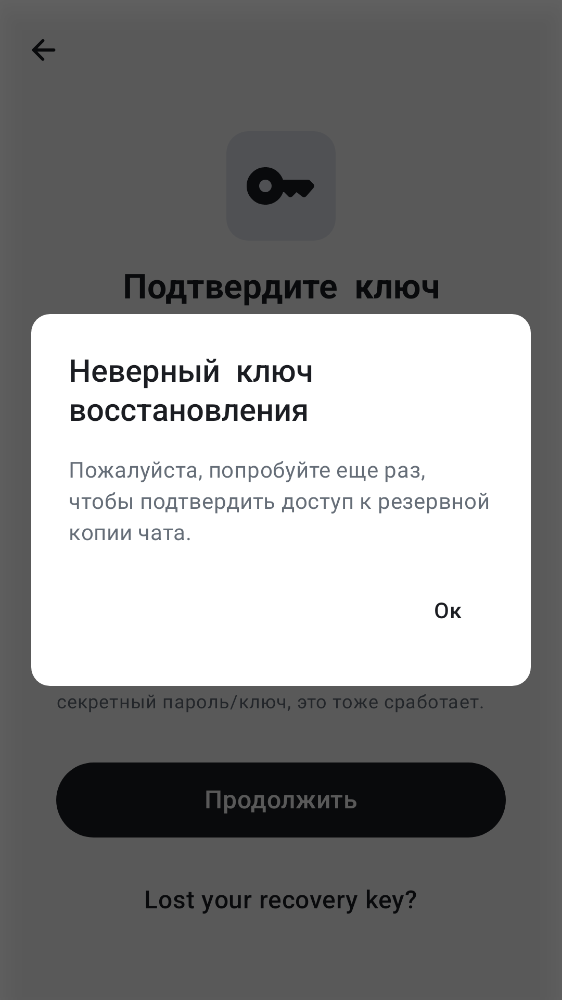 Подтвердите ключ
Неверный ключ
восстановления
Пожалуйста, попробуйте еще раз,
чтобы подтвердить доступ к резервной
копии чата.
Ок
секретный пароль/ключ, это тоже сработает.
Продолжить
Lost your recovery key?